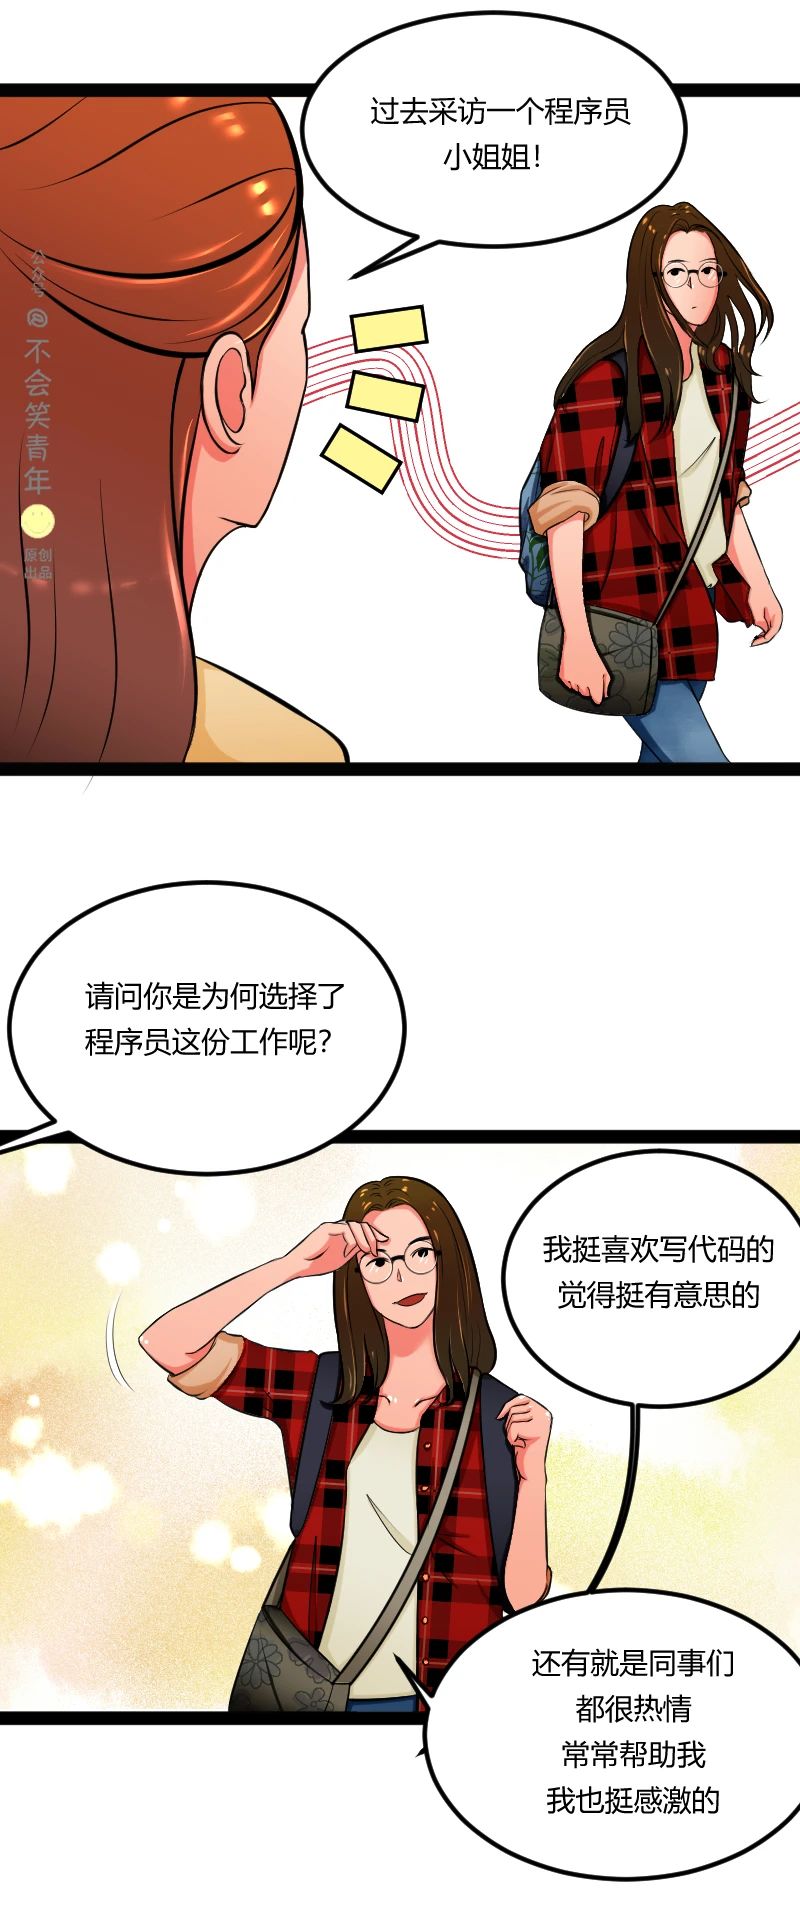 过去采访一个程序员
小姐姐！
公众号
@不会笑青年
原创
出品
请问你是为何选择了
程序员这份工作呢？
我挺喜欢写代码的
觉得挺有意思的
还有就是同事们
都很热情
常常帮助我
我也挺感激的